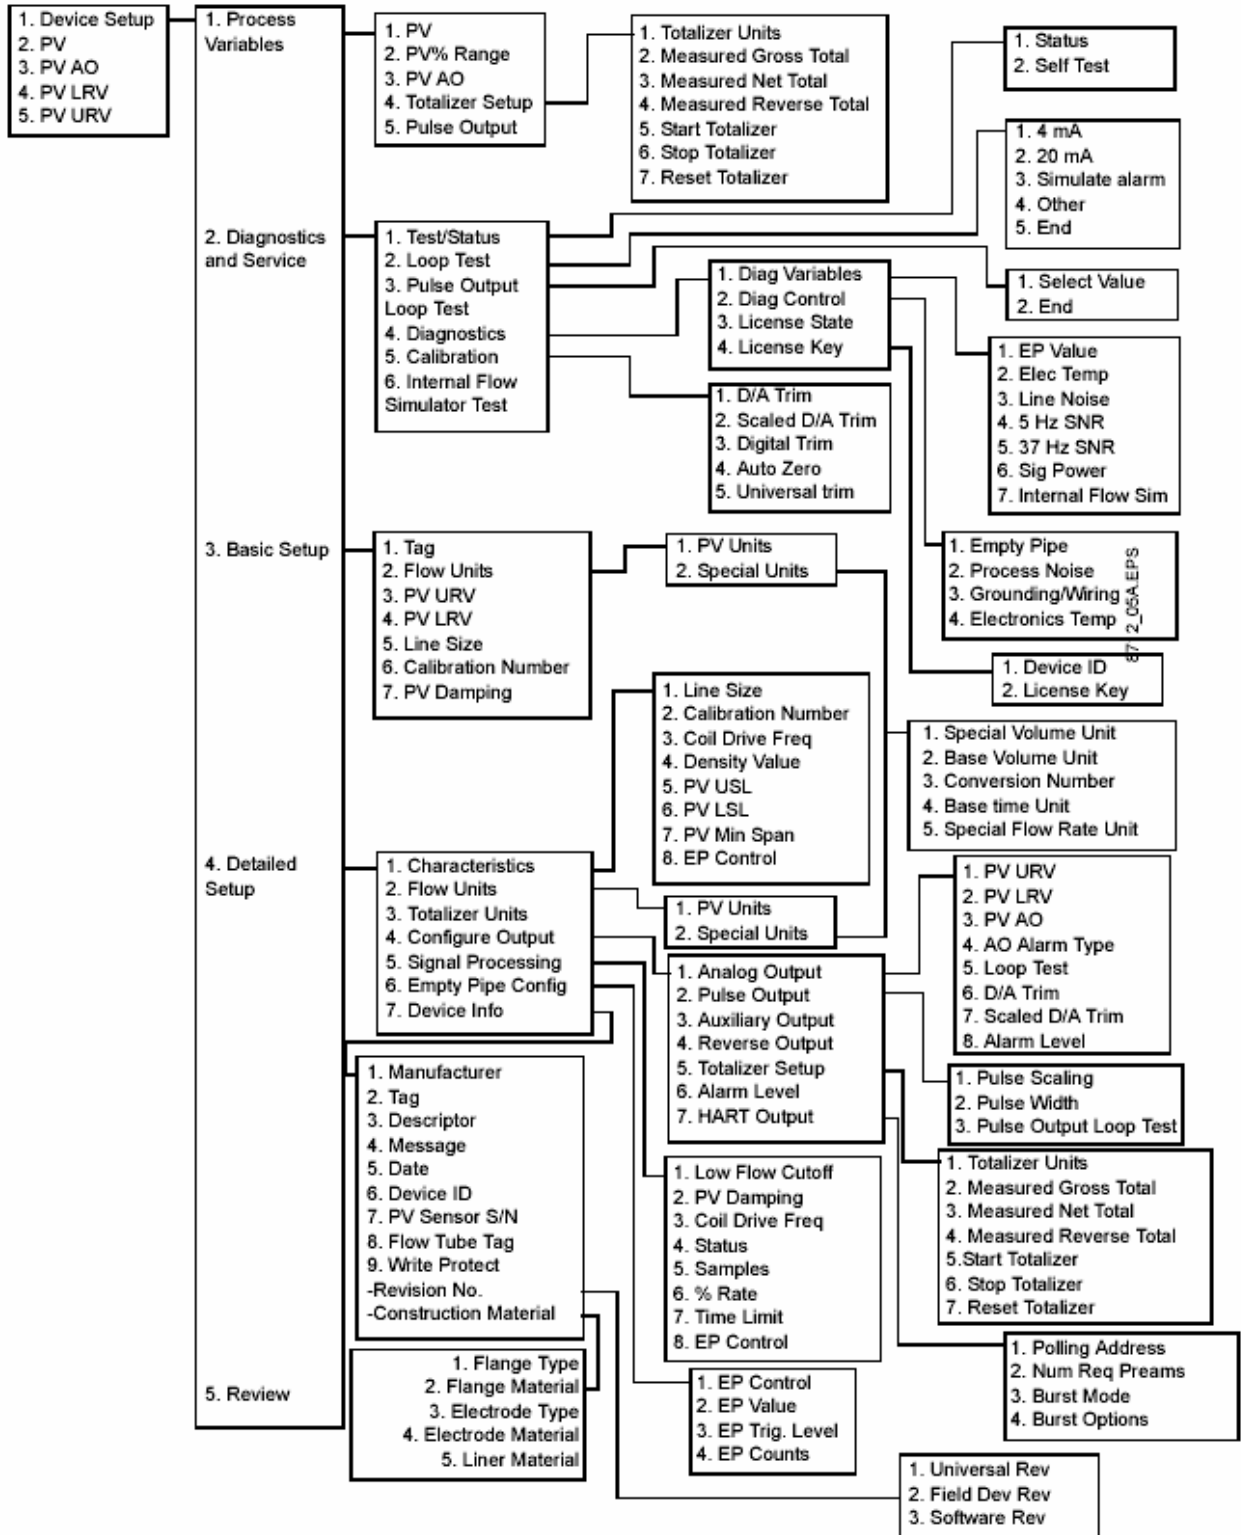 1. Device Setup
2. PV
3. PV AO
4. PV LRV
5. PV URV
1. Process
Variables
2. Diagnostics
and Service
3. Basic Setup
4. Detailed
Setup
5. Review
1. PV
2. PV% Range
3. PV AO
4. Totalizer Setup
5. Pulse Output
1. Totalizer Units
2. Measured Gross Total
3. Measured Net Total
4. Measured Reverse Total
5. Start Totalizer
6. Stop Totalizer
7. Reset Totalizer
1. Status
2. Self Test
1. 4 mA
2. 20 mA
3. Simulate alarm
4. Other
5. End
1. Test/Status
2. Loop Test
3. Pulse Output
Loop Test
4. Diagnostics
5. Calibration
6. Internal Flow
Simulator Test
1. Diag Variables
2. Diag Control
3. License State
4. License Key
1. Select Value
2. End
1. D/A Trim
2. Scaled D/A Trim
3. Digital Trim
4. Auto Zero
5. Universal trim
1. EP Value
2. Elec Temp
3. Line Noise
4. 5 Hz SNR
5. 37 Hz SNR
6. Sig Power
7. Internal Flow Sim
1. Tag
2. Flow Units
3. PV URV
4. PV LRV
5. Line Size
6. Calibration Number
7. PV Damping
1. PV Units
2. Special Units
1. Empty Pipe
2. Process Noise
3. Grounding/Wiring
4. Electronics Temp
1. Device ID
2. License Key
1. Line Size
2. Calibration Number
3. Coil Drive Freq
4. Density Value
5. PV USL
6. PV LSL
7. PV Min Span
8. EP Control
1. Special Volume Unit
2. Base Volume Unit
3. Conversion Number
4. Base time Unit
5. Special Flow Rate Unit
1. Characteristics
2. Flow Units
3. Totalizer Units
4. Configure Output
5. Signal Processing
6. Empty Pipe Config
7. Device Info
1. PV Units
2. Special Units
1. PV URV
2. PV LRV
3. PV AO
4. AO Alarm Type
5. Loop Test
6. D/A Trim
7. Scaled D/A Trim
8. Alarm Level
1. Analog Output
2. Pulse Output
3. Auxiliary Output
4. Reverse Output
5. Totalizer Setup
6. Alarm Level
7. HART Output
1. Pulse Scaling
2. Pulse Width
3. Pulse Output Loop Test
1. Manufacturer
2. Tag
3. Descriptor
4. Message
5. Date
6. Device ID
7. PV Sensor S/N
8. Flow Tube Tag
9. Write Protect
-Revision No.
-Construction Material
1. Low Flow Cutoff
2. PV Damping
3. Coil Drive Freq
4. Status
5. Samples
6. % Rate
7. Time Limit
8. EP Control
1. Totalizer Units
2. Measured Gross Total
3. Measured Net Total
4. Measured Reverse Total
5.Start Totalizer
6. Stop Totalizer
7. Reset Totalizer
1. Flange Type
2. Flange Material
3. Electrode Type
4. Electrode Material
5. Liner Material
1. EP Control
2. EP Value
3. EP Trig. Level
4. EP Counts
1. Polling Address
2. Num Req Preams
3. Burst Mode
4. Burst Options
1. Universal Rev
2. Field Dev Rev
3. Software Rev